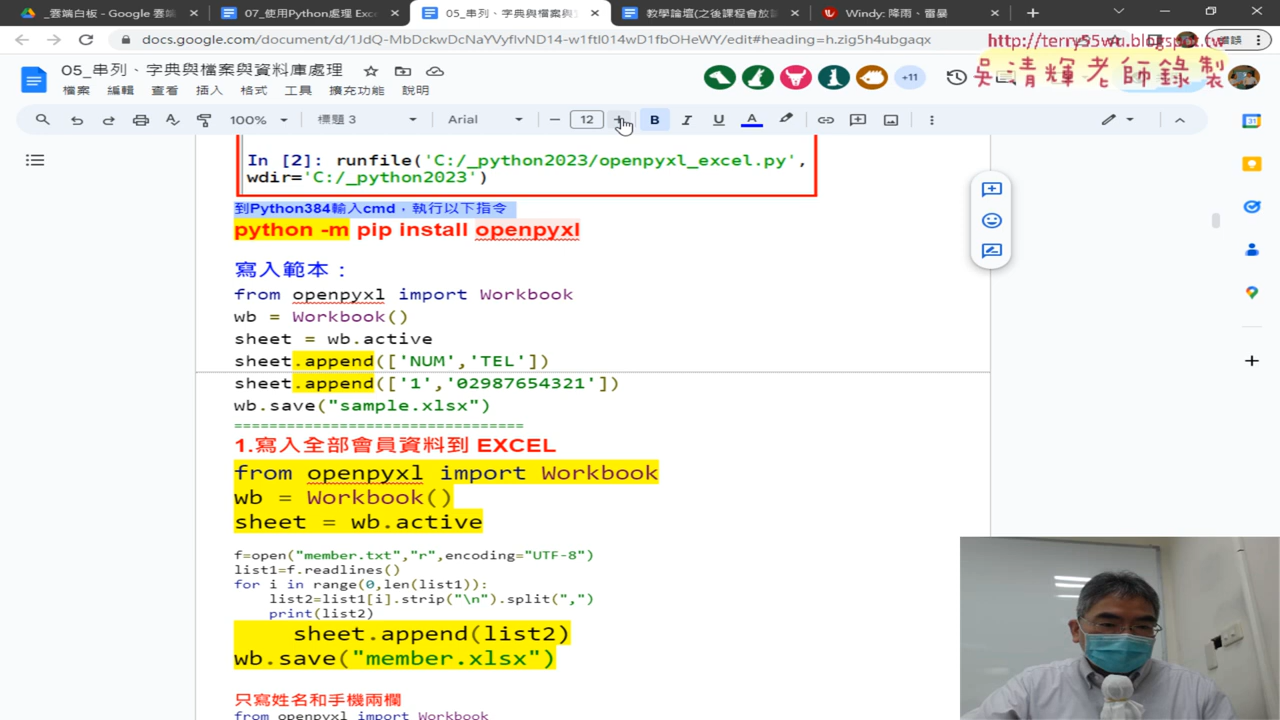 _雲端白板 - Google 雲端
07_使用Python處理 Exc
05_串列、字典與檔案與
教學論壇(之後課程會放
Windy: 降雨、雷暴
docs.google.com/document/d/1JdQ-MbDckwDcNaYVyflvND14-w1ftl014wD1fbOHeWY/edit#heading=h.zig5h4ubgaqx
http://terry55wu.blogspot.tw
05_串列、字典與檔案與資料庫處理
吳清輝老師錄製
+11
檔案 編輯 查看 插入 格式 工具 擴充功能 說明
100% 標題 3 Arial 12 B I U A
In [2]: runfile('C:/_python2023/openpyxl_excel.py',
wdir='C:/_python2023')
到Python384輸入cmd，執行以下指令
python -m pip install openpyxl
寫入範本：
from openpyxl import Workbook
wb = Workbook()
sheet = wb.active
sheet.append(['NUM','TEL'])
sheet.append(['1','02987654321'])
wb.save("sample.xlsx")
=================================
1.寫入全部會員資料到 EXCEL
from openpyxl import Workbook
wb = Workbook()
sheet = wb.active
f=open("member.txt","r",encoding="UTF-8")
list1=f.readlines()
for i in range(0,len(list1)):
list2=list1[i].strip("\n").split(",")
print(list2)
sheet.append(list2)
wb.save("member.xlsx")
只寫姓名和手機兩欄
from openpyxl import Workbook